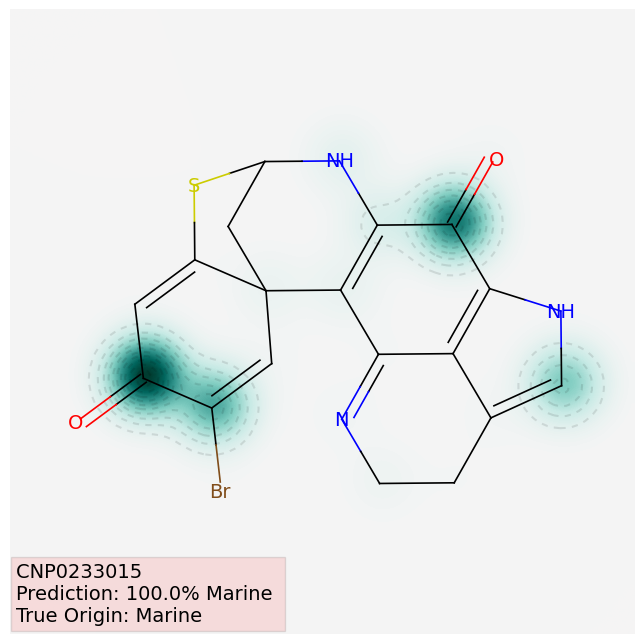 NH
O
S
NH
O
N
Br
CNP0233015
Prediction: 100.0% Marine
True Origin: Marine